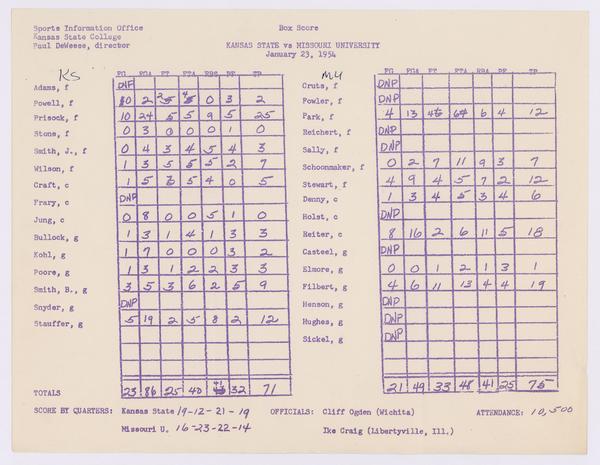 Sports Information Office
Kansas State College
Paul DeWeese, director
Box Score
KANSAS STATE vs MISSOURI UNIVERSITY
January 23, 1954
KS
FG FGA FT FTA RBS PF TP
Adams, f DNP
Powell, f 0 2 2 5 0 3 2
Prisock, f 10 24 5 5 9 5 25
Stone, f 0 3 0 0 0 1 0
Smith, J., f 0 4 3 4 5 4 3
Wilson, f 1 3 5 5 5 2 7
Craft, c 1 5 3 5 4 0 5
Frary, c DNP
Jung, c 0 8 0 0 5 1 0
Bullock, g 1 3 1 4 1 3 3
Kohl, g 1 7 0 0 0 3 2
Poore, g 1 3 1 2 2 3 3
Smith, B., g 3 5 3 6 2 5 9
Snyder, g DNP
Stauffer, g 5 19 2 5 8 2 12
TOTALS 23 86 25 40 41 32 71
MU
FG FGA FT FTA RBA PF TP
Cruts, f DNP
Fowler, f DNP
Park, f 4 13 4 6 6 4 12
Reichert, f DNP
Sally, f DNP
Schoonmaker, f 0 2 7 11 9 3 7
Stewart, f 4 9 4 5 7 2 12
Denny, c 1 3 4 5 3 4 6
Holst, c DNP
Reiter, c 8 16 2 6 11 5 18
Casteel, g DNP
Elmore, g 0 0 1 2 1 3 1
Filbert, g 4 6 11 13 4 4 19
Henson, g DNP
Hughes, g DNP
Sickel, g DNP
21 49 33 48 41 25 75
SCORE BY QUARTERS: Kansas State 19-12-21-19
Missouri U. 16-23-22-14
OFFICIALS: Cliff Ogden (Wichita)
Ike Craig (Libertyville, Ill.)
ATTENDANCE: 10,500